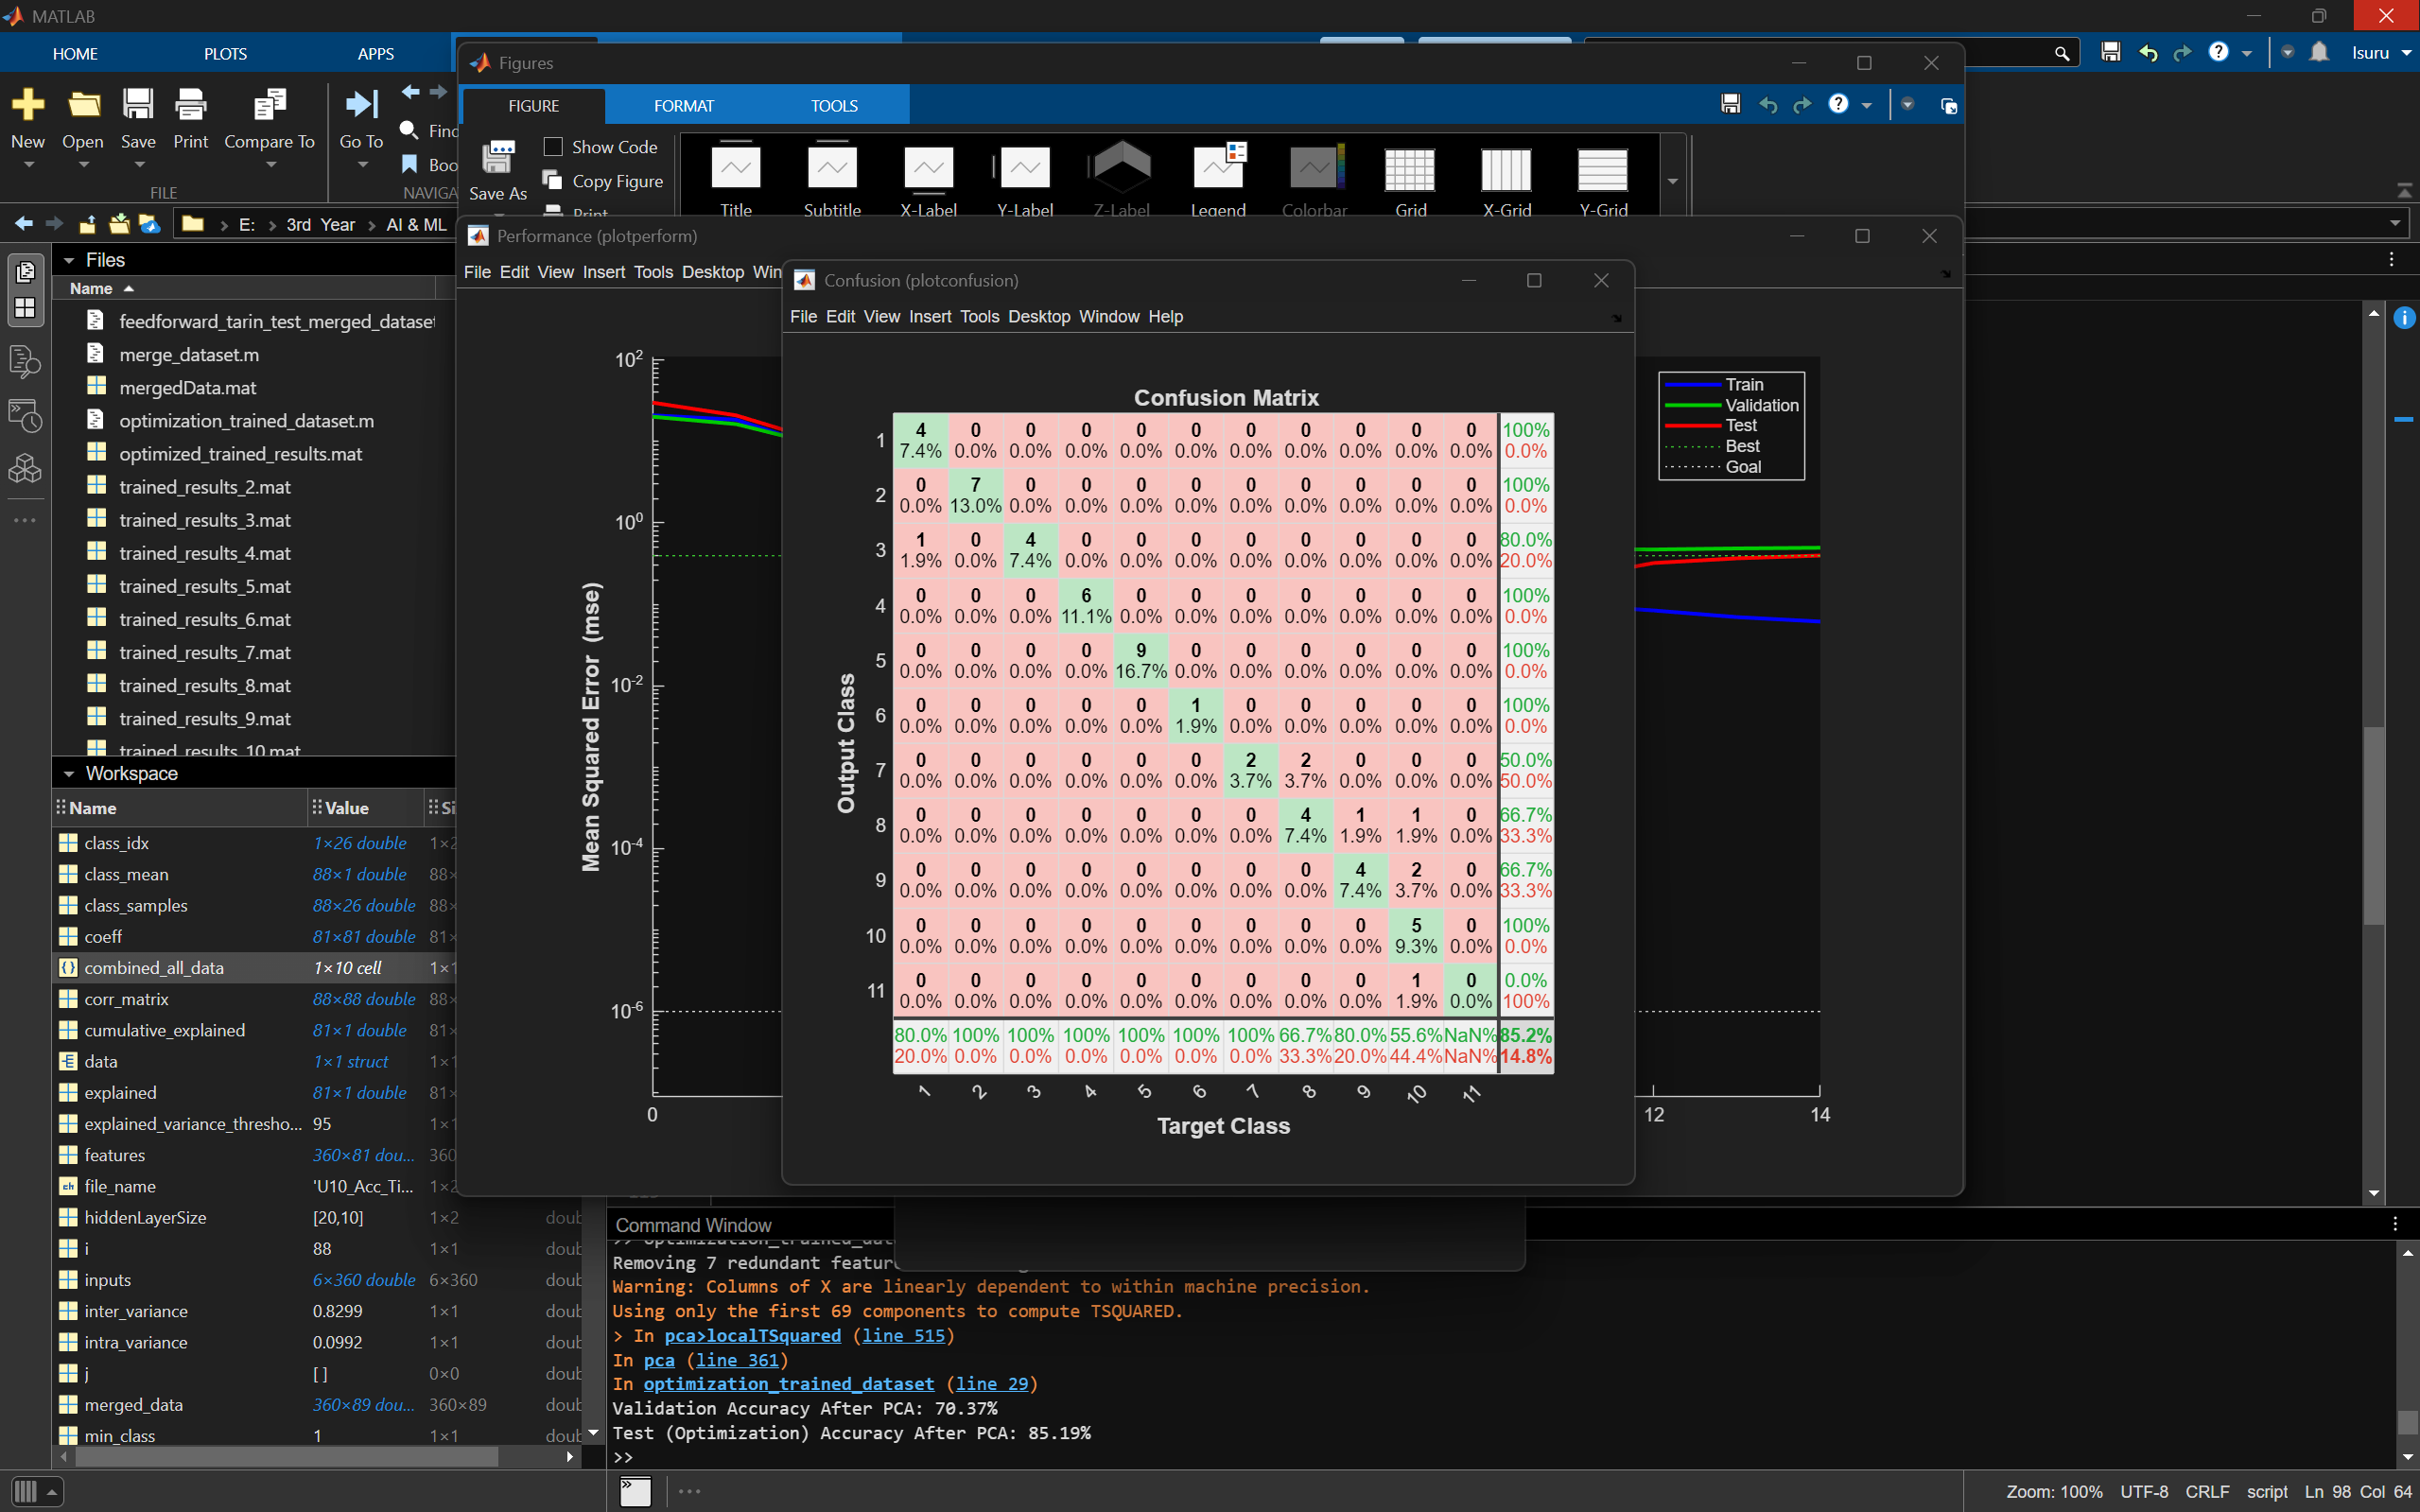 MATLAB
HOME PLOTS APPS
Isuru
New Open Save Print Compare To Go To Find
FILE
E: > 3rd Year > AI & ML
Files
Name
feedforward_tarin_test_merged_dataset
merge_dataset.m
mergedData.mat
optimization_trained_dataset.m
optimized_trained_results.mat
trained_results_2.mat
trained_results_3.mat
trained_results_4.mat
trained_results_5.mat
trained_results_6.mat
trained_results_7.mat
trained_results_8.mat
trained_results_9.mat
trained_results_10.mat
Workspace
Name Value
class_idx 1×26 double
class_mean 88×1 double
class_samples 88×26 double
coeff 81×81 double
combined_all_data 1×10 cell
corr_matrix 88×88 double
cumulative_explained 81×1 double
data 1×1 struct
explained 81×1 double
explained_variance_thresho... 95
features 360×81 dou... 360
file_name 'U10_Acc_Ti...
hiddenLayerSize [20,10] 1×2
i 88 1×1
inputs 6×360 double 6×360
inter_variance 0.8299 1×1
intra_variance 0.0992 1×1
j [] 0×0
merged_data 360×89 dou... 360×89
min_class 1 1×1
Figures
FIGURE FORMAT TOOLS
Save As
Show Code
Copy Figure
Print
Title Subtitle X-Label Y-Label Z-Label Legend Colorbar Grid X-Grid Y-Grid
Performance (plotperform)
File Edit View Insert Tools Desktop Win
Mean Squared Error (mse)
10²
10⁰
10⁻²
10⁻⁴
10⁻⁶
0 12 14
Train
Validation
Test
Best
Goal
Confusion (plotconfusion)
File Edit View Insert Tools Desktop Window Help
Confusion Matrix
Output Class
1 4 0 0 0 0 0 0 0 0 0 0 100%
7.4% 0.0% 0.0% 0.0% 0.0% 0.0% 0.0% 0.0% 0.0% 0.0% 0.0% 0.0%
2 0 7 0 0 0 0 0 0 0 0 0 100%
0.0% 13.0% 0.0% 0.0% 0.0% 0.0% 0.0% 0.0% 0.0% 0.0% 0.0% 0.0%
3 1 0 4 0 0 0 0 0 0 0 0 80.0%
1.9% 0.0% 7.4% 0.0% 0.0% 0.0% 0.0% 0.0% 0.0% 0.0% 0.0% 20.0%
4 0 0 0 6 0 0 0 0 0 0 0 100%
0.0% 0.0% 0.0% 11.1% 0.0% 0.0% 0.0% 0.0% 0.0% 0.0% 0.0% 0.0%
5 0 0 0 0 9 0 0 0 0 0 0 100%
0.0% 0.0% 0.0% 0.0% 16.7% 0.0% 0.0% 0.0% 0.0% 0.0% 0.0% 0.0%
6 0 0 0 0 0 1 0 0 0 0 0 100%
0.0% 0.0% 0.0% 0.0% 0.0% 1.9% 0.0% 0.0% 0.0% 0.0% 0.0% 0.0%
7 0 0 0 0 0 0 2 2 0 0 0 50.0%
0.0% 0.0% 0.0% 0.0% 0.0% 0.0% 3.7% 3.7% 0.0% 0.0% 0.0% 50.0%
8 0 0 0 0 0 0 0 4 1 1 0 66.7%
0.0% 0.0% 0.0% 0.0% 0.0% 0.0% 0.0% 7.4% 1.9% 1.9% 0.0% 33.3%
9 0 0 0 0 0 0 0 0 4 2 0 66.7%
0.0% 0.0% 0.0% 0.0% 0.0% 0.0% 0.0% 0.0% 7.4% 3.7% 0.0% 33.3%
10 0 0 0 0 0 0 0 0 0 5 0 100%
0.0% 0.0% 0.0% 0.0% 0.0% 0.0% 0.0% 0.0% 0.0% 9.3% 0.0% 0.0%
11 0 0 0 0 0 0 0 0 0 1 0 0.0%
0.0% 0.0% 0.0% 0.0% 0.0% 0.0% 0.0% 0.0% 0.0% 1.9% 0.0% 100%
80.0% 100% 100% 100% 100% 100% 100% 66.7% 80.0% 55.6% NaN% 85.2%
20.0% 0.0% 0.0% 0.0% 0.0% 0.0% 0.0% 33.3% 20.0% 44.4% NaN% 14.8%
1 2 3 4 5 6 7 8 9 10 11
Target Class
Command Window
Removing 7 redundant
Warning: Columns of X are linearly dependent to within machine precision.
Using only the first 69 components to compute TSQUARED.
> In pca>localTSquared (line 515)
In pca (line 361)
In optimization_trained_dataset (line 29)
Validation Accuracy After PCA: 70.37%
Test (Optimization) Accuracy After PCA: 85.19%
>>
Zoom: 100% UTF-8 CRLF script Ln 98 Col 64